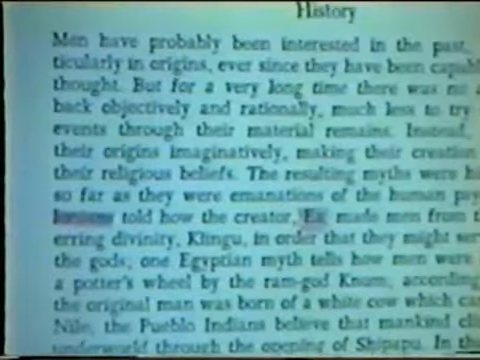 History
Men have probably been interested in the past,
ticularly in origins, ever since they have been capabl
thought. But for a very long time there was no a
back objectively and rationally, much less to try
events through their material remains. Instead,
their origins imaginatively, making their creation
their religious beliefs. The resulting myths were hi
so far as they were emanations of the human psy
told how the creator, Ea, made men from t
erring divinity, Klingu, in order that they might ser
the gods; one Egyptian myth tells how men were
a potter's wheel by the ram-god Knum, according
the original man was born of a white cow which ca
Nile; the Pueblo Indians believe that mankind cli
underworld through the opening of Shipapu. In th